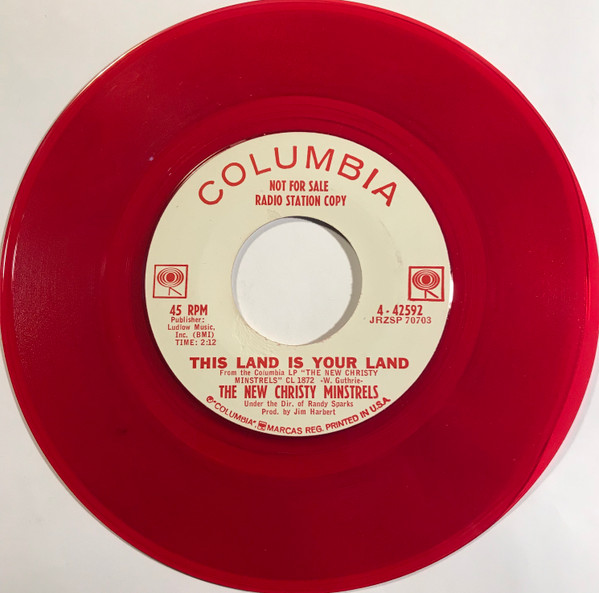 COLUMBIA
NOT FOR SALE
RADIO STATION COPY
45 RPM
Publisher:
Ludlow Music,
Inc. (BMI)
TIME: 2:12
4-42592
JRZSP 70703
THIS LAND IS YOUR LAND
From the Columbia LP "THE NEW CHRISTY
MINSTRELS" CL 1872 -W. Guthrie-
THE NEW CHRISTY MINSTRELS
Under the Dir. of Randy Sparks
Prod. by Jim Harbert
"COLUMBIA", MARCAS REG. PRINTED IN U.S.A.